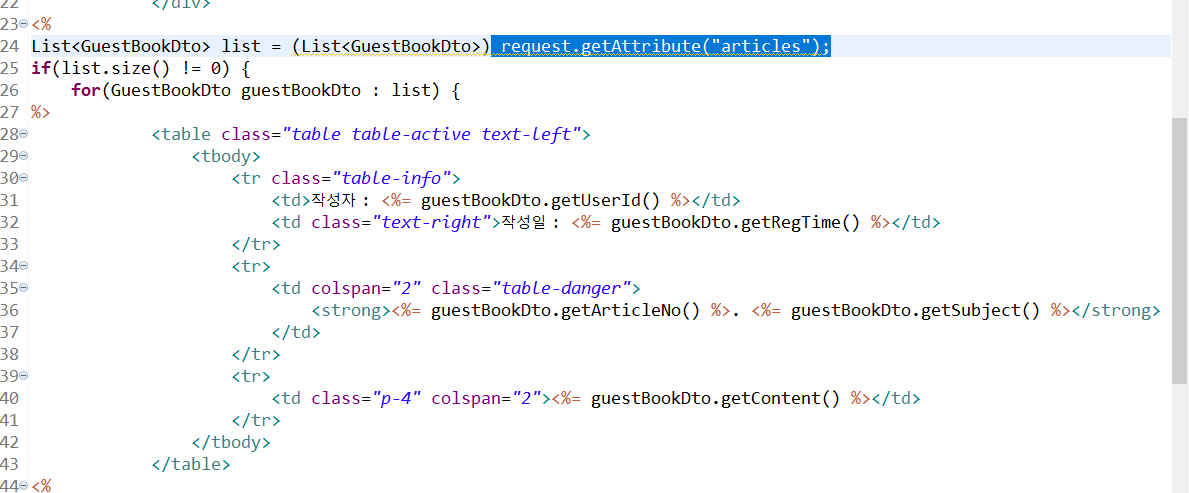 22            </div>
23 <%
24 List<GuestBookDto> list = (List<GuestBookDto>) request.getAttribute("articles");
25 if(list.size() != 0) {
26     for(GuestBookDto guestBookDto : list) {
27 %>
28            <table class="table table-active text-left">
29                <tbody>
30                    <tr class="table-info">
31                        <td>작성자 : <%= guestBookDto.getUserId() %></td>
32                        <td class="text-right">작성일 : <%= guestBookDto.getRegTime() %></td>
33                    </tr>
34                    <tr>
35                        <td colspan="2" class="table-danger">
36                            <strong><%= guestBookDto.getArticleNo() %>. <%= guestBookDto.getSubject() %></strong>
37                        </td>
38                    </tr>
39                    <tr>
40                        <td class="p-4" colspan="2"><%= guestBookDto.getContent() %></td>
41                    </tr>
42                </tbody>
43            </table>
44 <%